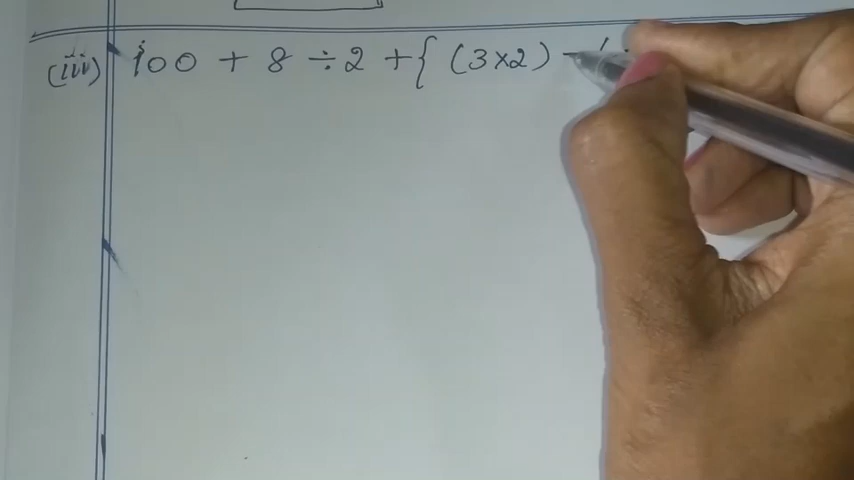 (iii) 100 + 8 ÷ 2 + { (3×2) -